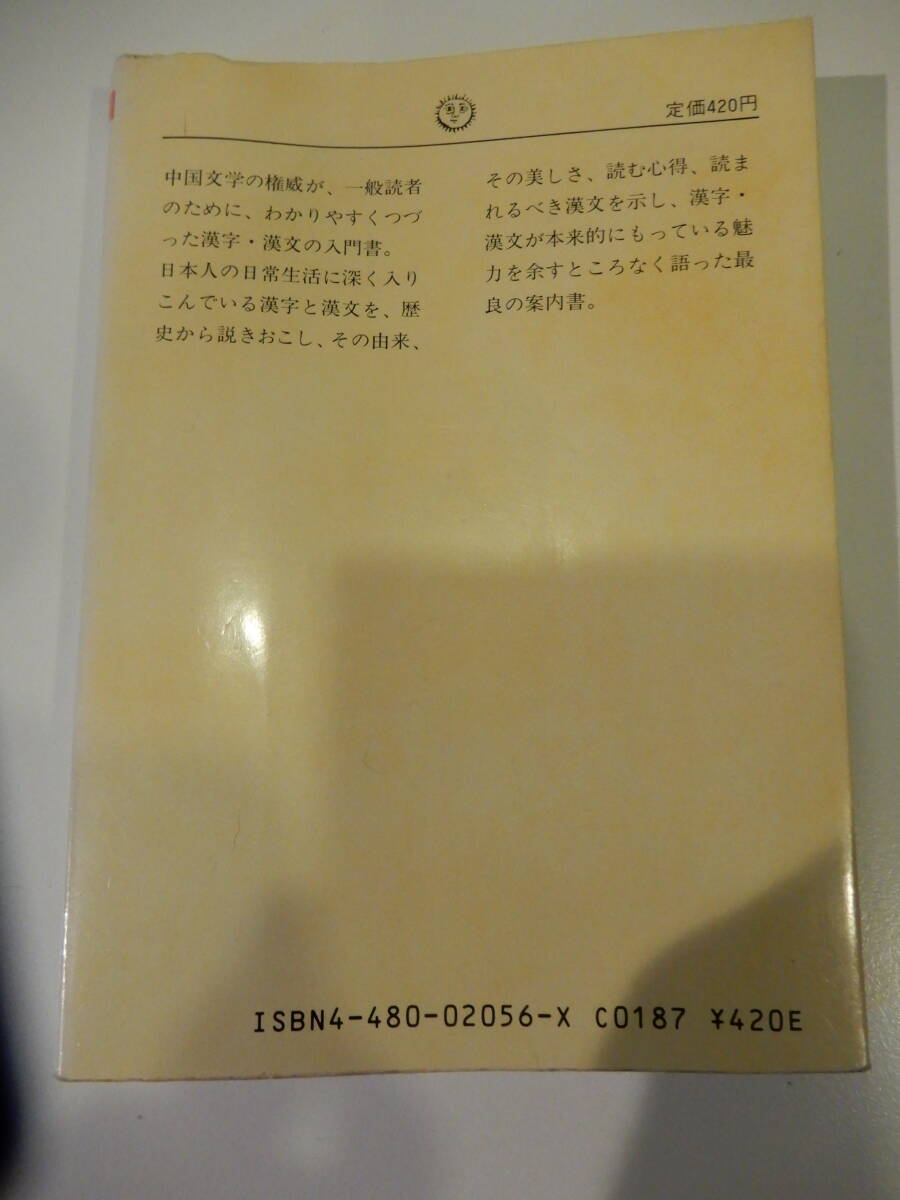 定価420円
中国文学の権威が、一般読者
のために、わかりやすくつづ
った漢字・漢文の入門書。
日本人の日常生活に深く入り
こんでいる漢字と漢文を、歴
史から説きおこし、その由来、
その美しさ、読む心得、読ま
れるべき漢文を示し、漢字・
漢文が本来的にもっている魅
力を余すところなく語った最
良の案内書。
ISBN4-480-02056-X C0187 ¥420E